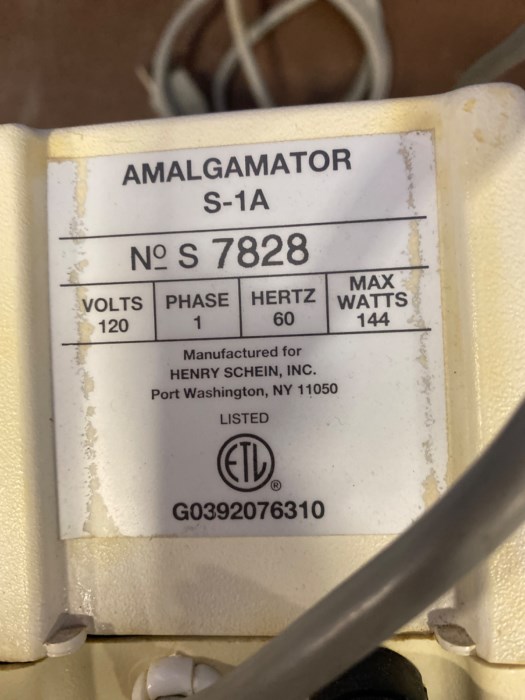 AMALGAMATOR
S-1A
Nº S 7828
VOLTS PHASE HERTZ MAX WATTS
120 1 60 144
Manufactured for
HENRY SCHEIN, INC.
Port Washington, NY 11050
LISTED
ETL ®
G0392076310